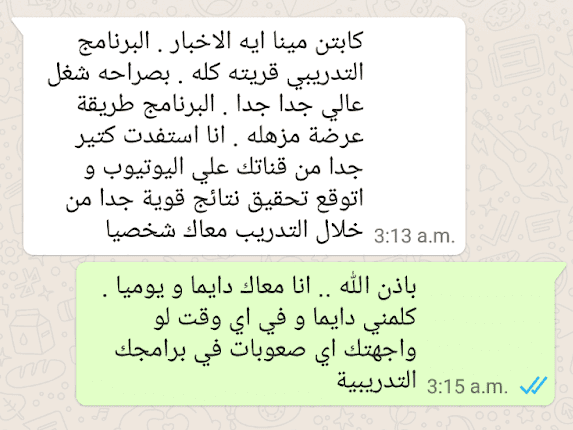 كابتن مينا ايه الاخبار . البرنامج
التدريبي قريته كله . بصراحه شغل
عالي جدا جدا . البرنامج طريقة
عرضة مزهله . انا استفدت كتير
جدا من قناتك علي اليوتيوب و
اتوقع تحقيق نتائج قوية جدا من
خلال التدريب معاك شخصيا
3:13 a.m.
باذن الله .. انا معاك دايما و يوميا .
كلمني دايما و في اي وقت لو
واجهتك اي صعوبات في برامجك
التدريبية
3:15 a.m.